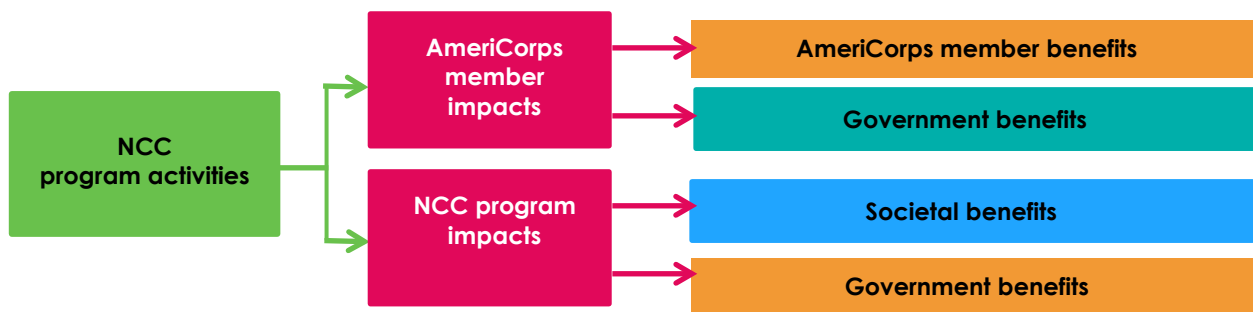 NCC
program activities
AmeriCorps
member
impacts
NCC program
impacts
AmeriCorps member benefits
Government benefits
Societal benefits
Government benefits